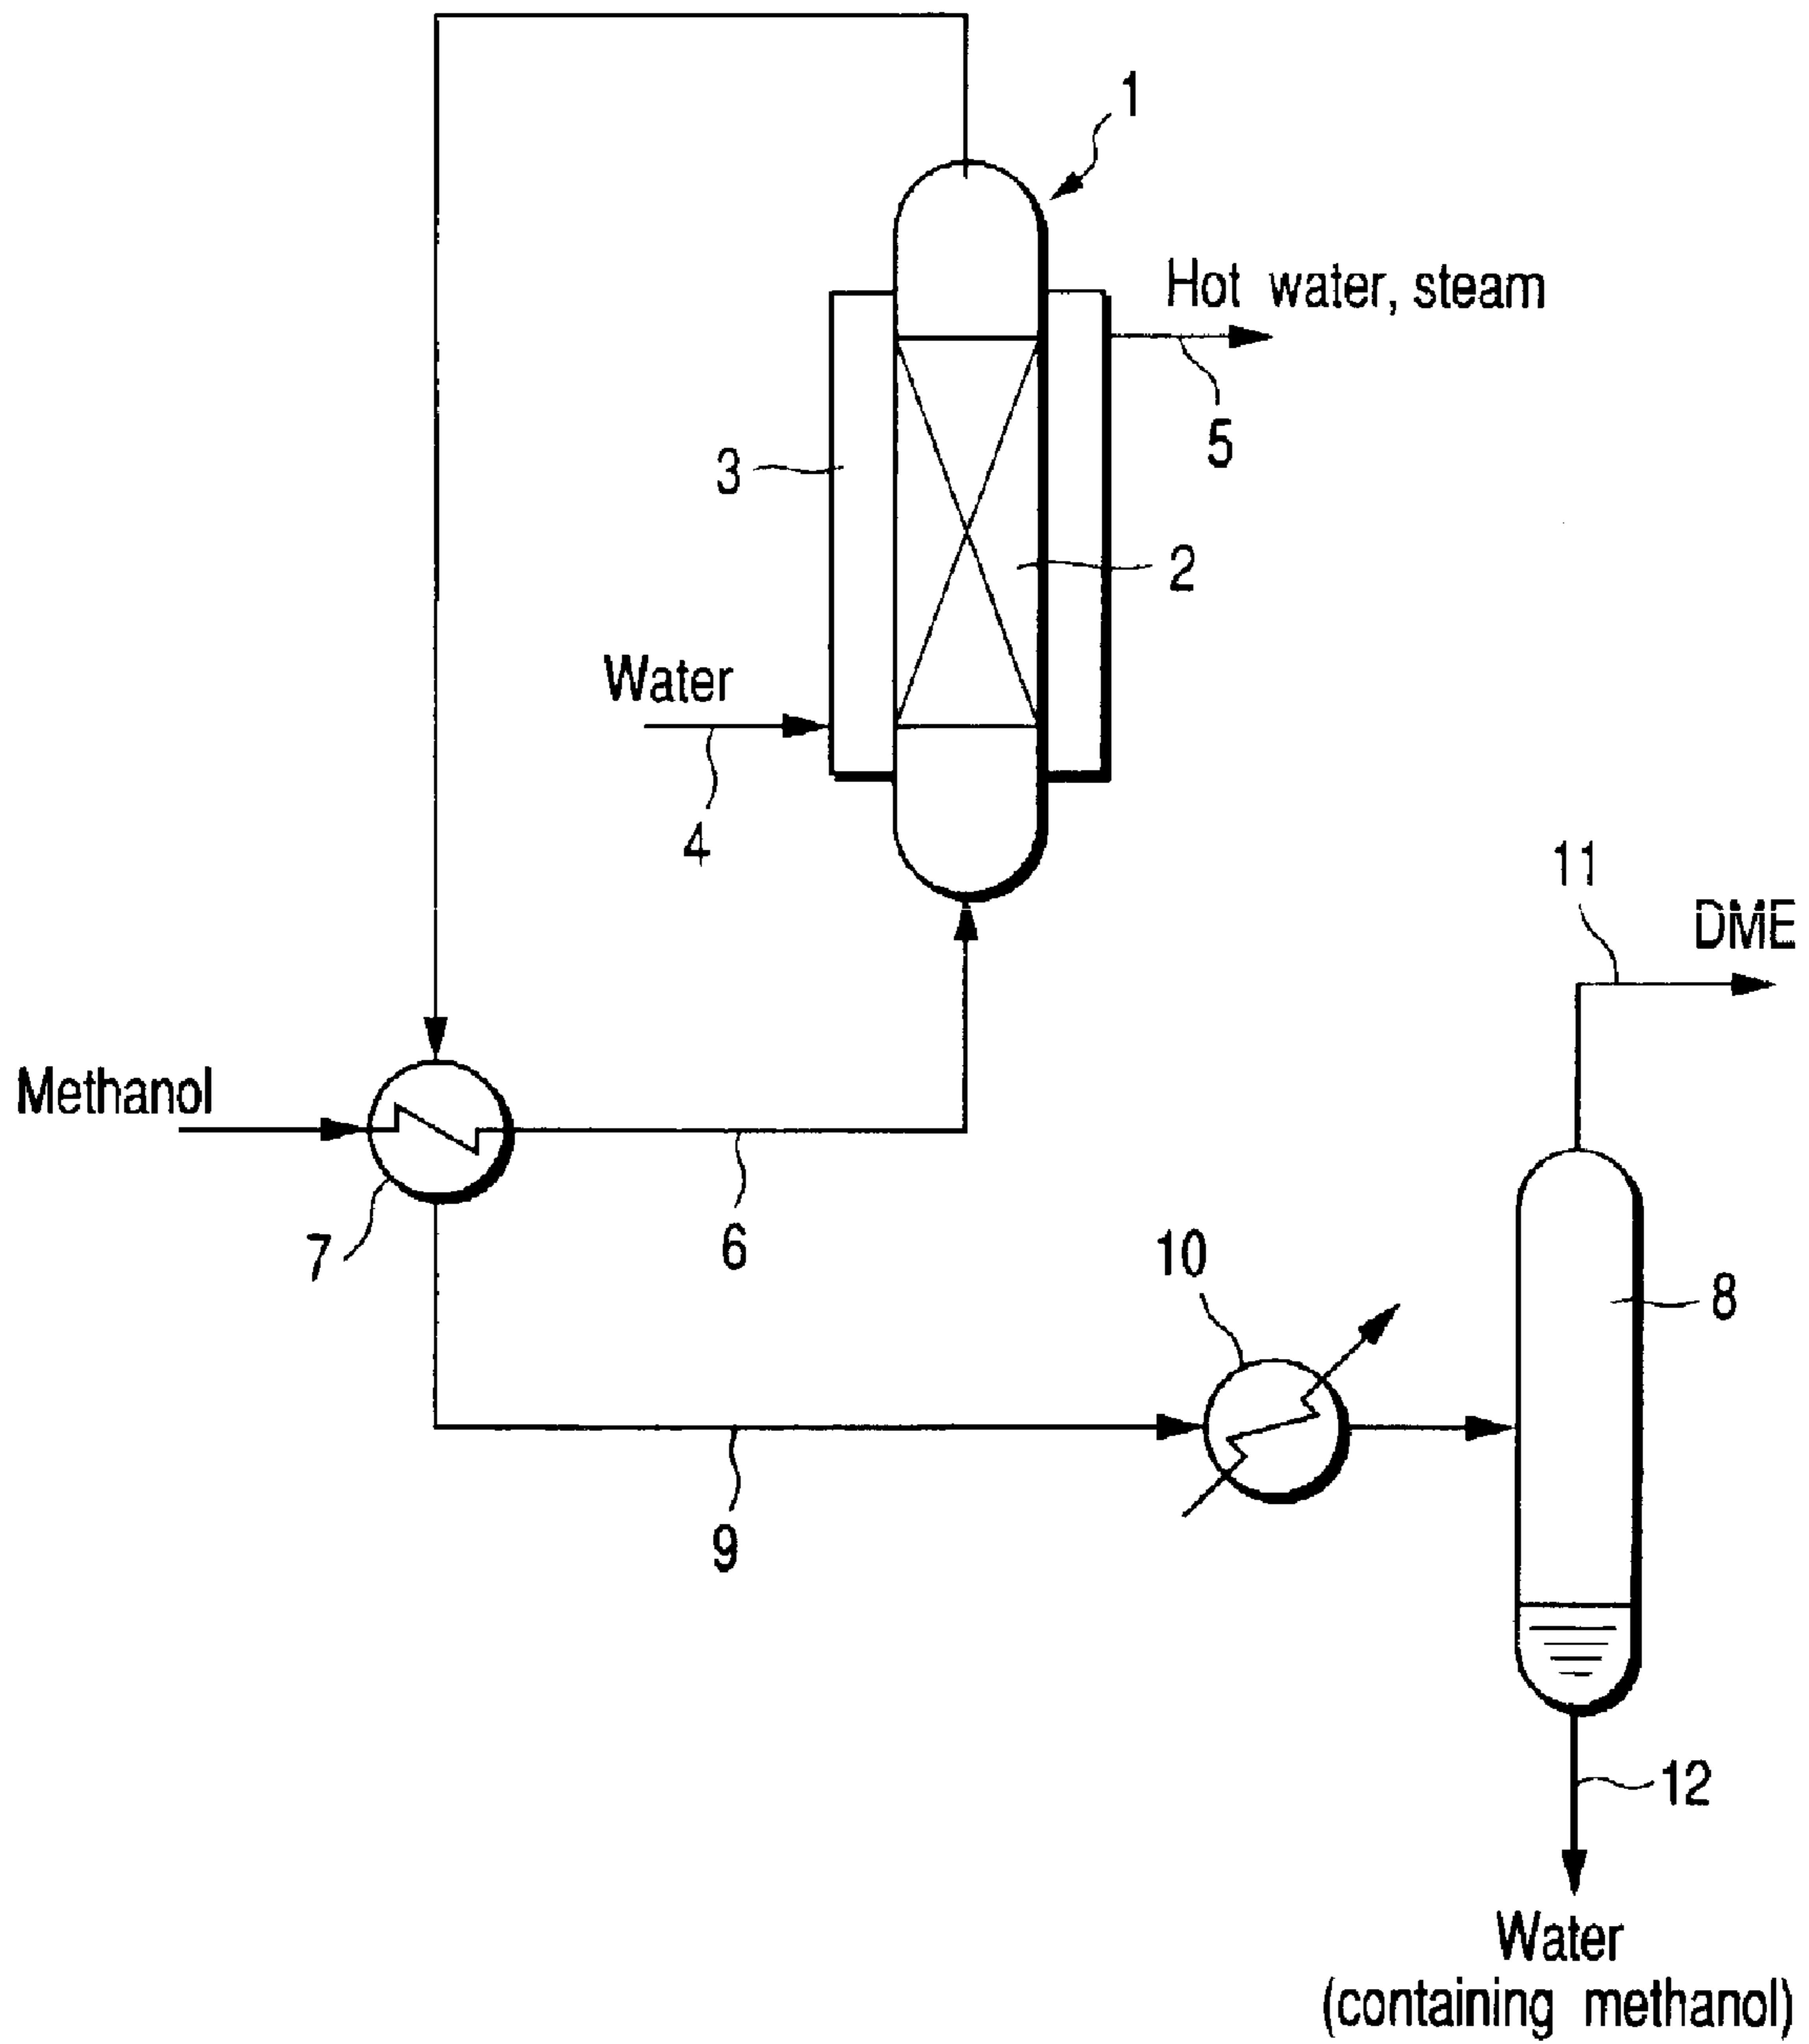 1
Hot water, steam
5
3
2
Water
4
11
DME
Methanol
7
6
10
8
9
12
Water
(containing methanol)